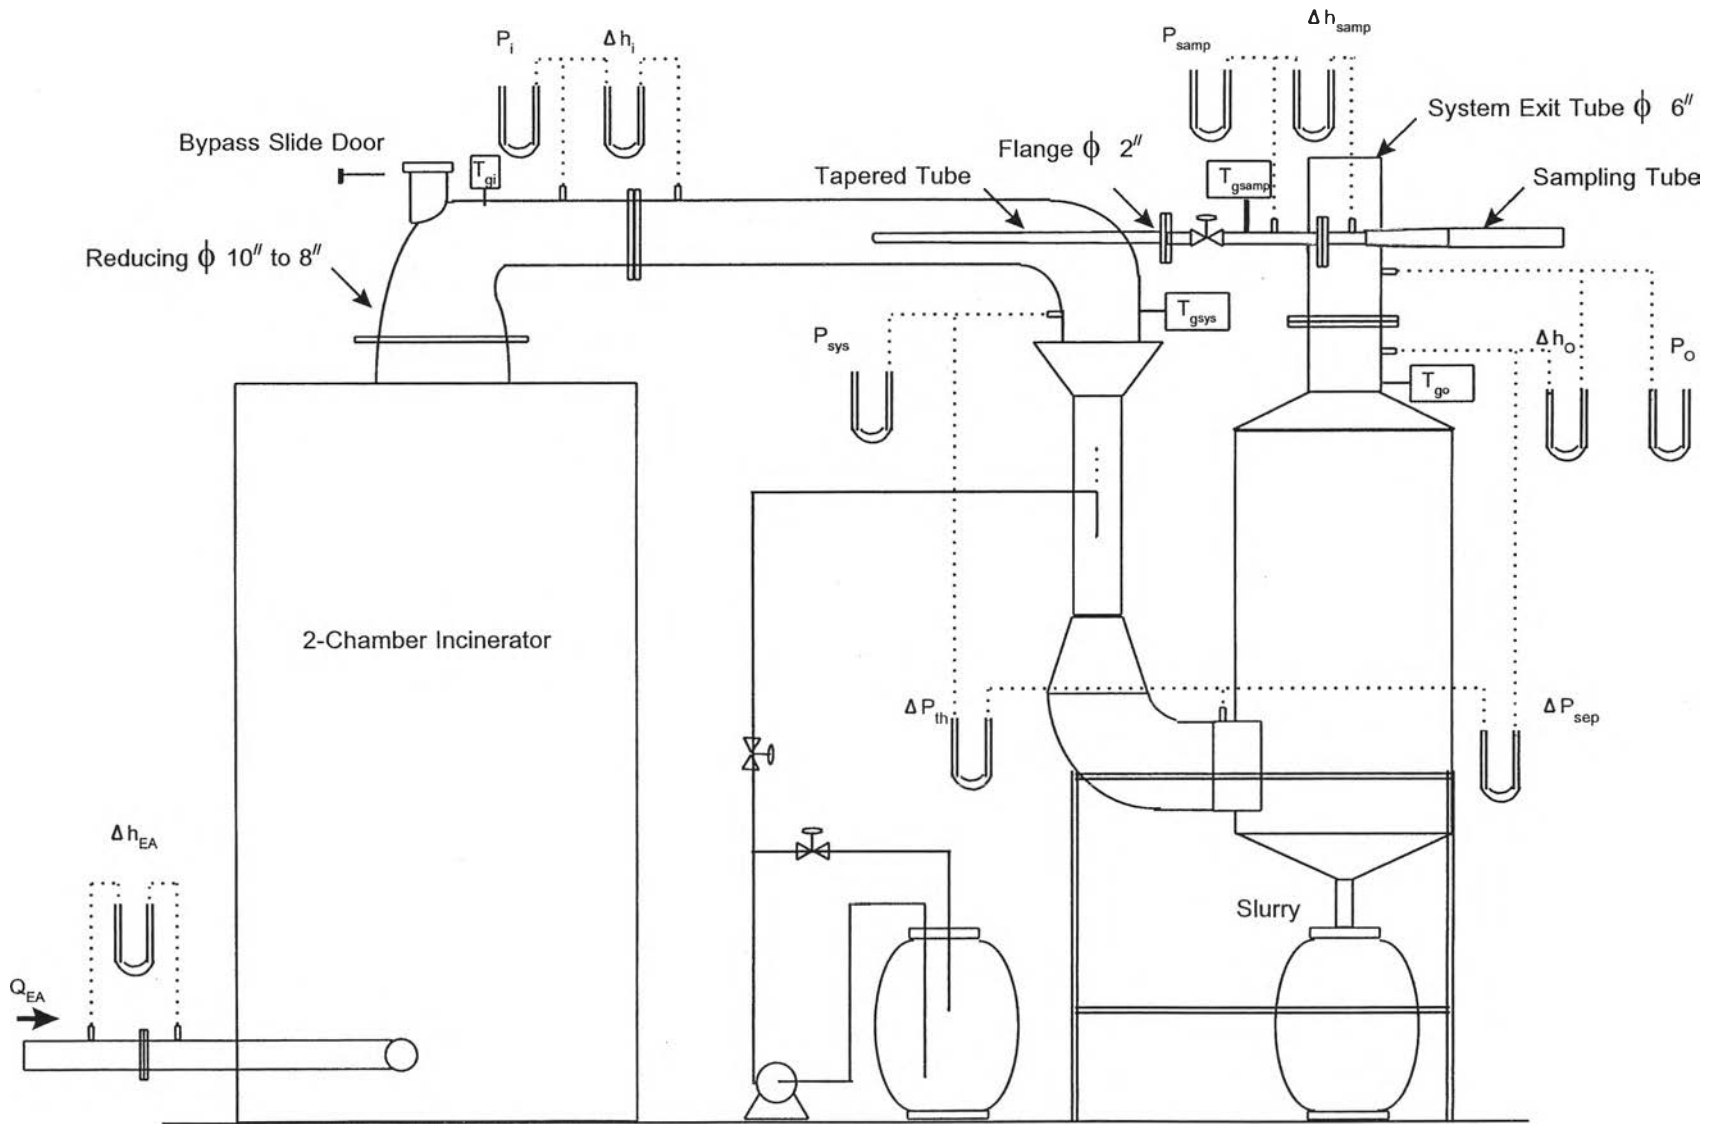 P_i
Δh_i
P_samp
Δh_samp
System Exit Tube ϕ 6″
Bypass Slide Door
T_gi
Flange ϕ 2″
T_gsamp
Tapered Tube
Sampling Tube
Reducing ϕ 10″ to 8″
T_gsys
P_sys
Δh_O
P_O
T_go
2-Chamber Incinerator
ΔP_th
ΔP_sep
Δh_EA
Slurry
Q_EA